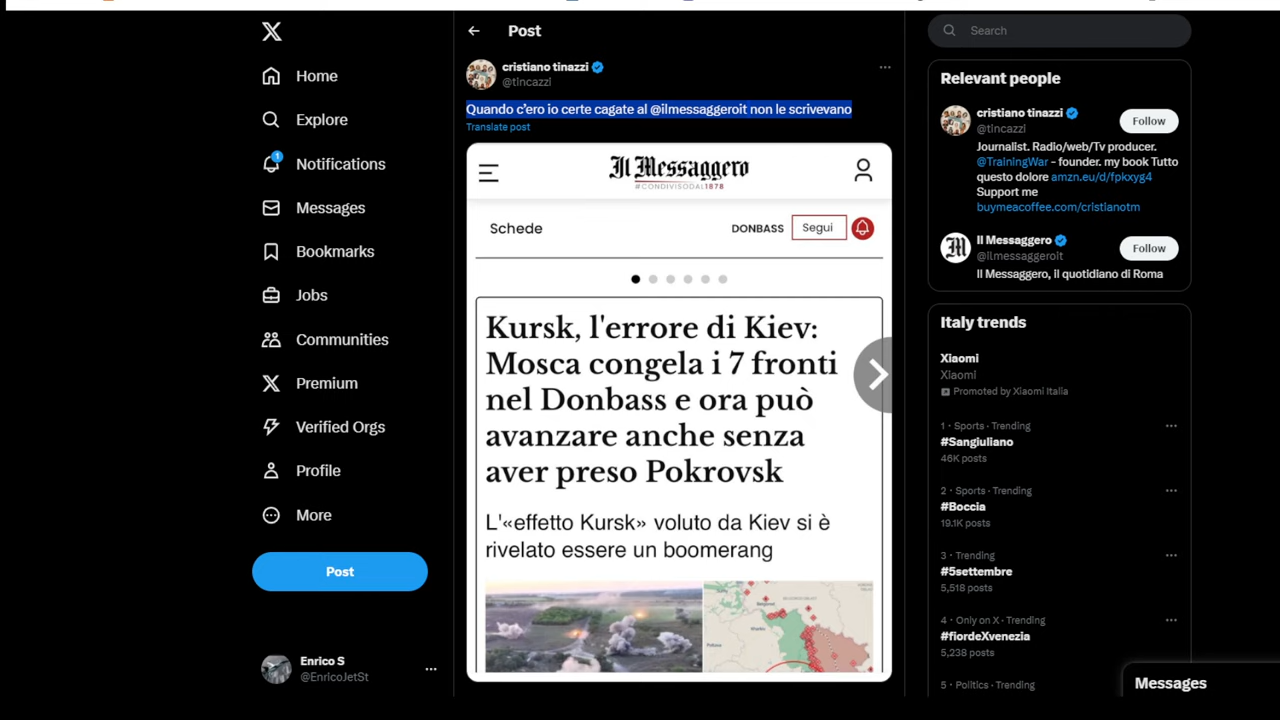 Post
Search
Home
Explore
1
Notifications
Messages
Bookmarks
Jobs
Communities
Premium
Verified Orgs
Profile
More
Post
Enrico S
@EnricoJetSt
cristiano tinazzi
@tincazzi
Quando c'ero io certe cagate al @ilmessaggeroit non le scrivevano
Translate post
Il Messaggero
#CONDIVISODAL1878
Schede
DONBASS
Segui
Kursk, l'errore di Kiev:
Mosca congela i 7 fronti
nel Donbass e ora può
avanzare anche senza
aver preso Pokrovsk
L'«effetto Kursk» voluto da Kiev si è
rivelato essere un boomerang
Relevant people
cristiano tinazzi
@tincazzi
Follow
Journalist. Radio/web/Tv producer.
@TrainingWar - founder. my book Tutto
questo dolore amzn.eu/d/fpkxyg4
Support me
buymeacoffee.com/cristianotm
Il Messaggero
@ilmessaggeroit
Follow
Il Messaggero, il quotidiano di Roma
Italy trends
Xiaomi
Xiaomi
Promoted by Xiaomi Italia
1 · Sports · Trending
#Sangiuliano
46K posts
2 · Sports · Trending
#Boccia
19.1K posts
3 · Trending
#5settembre
5,518 posts
4 · Only on X · Trending
#fiordeXvenezia
5,238 posts
5 · Politics · Trending
Messages